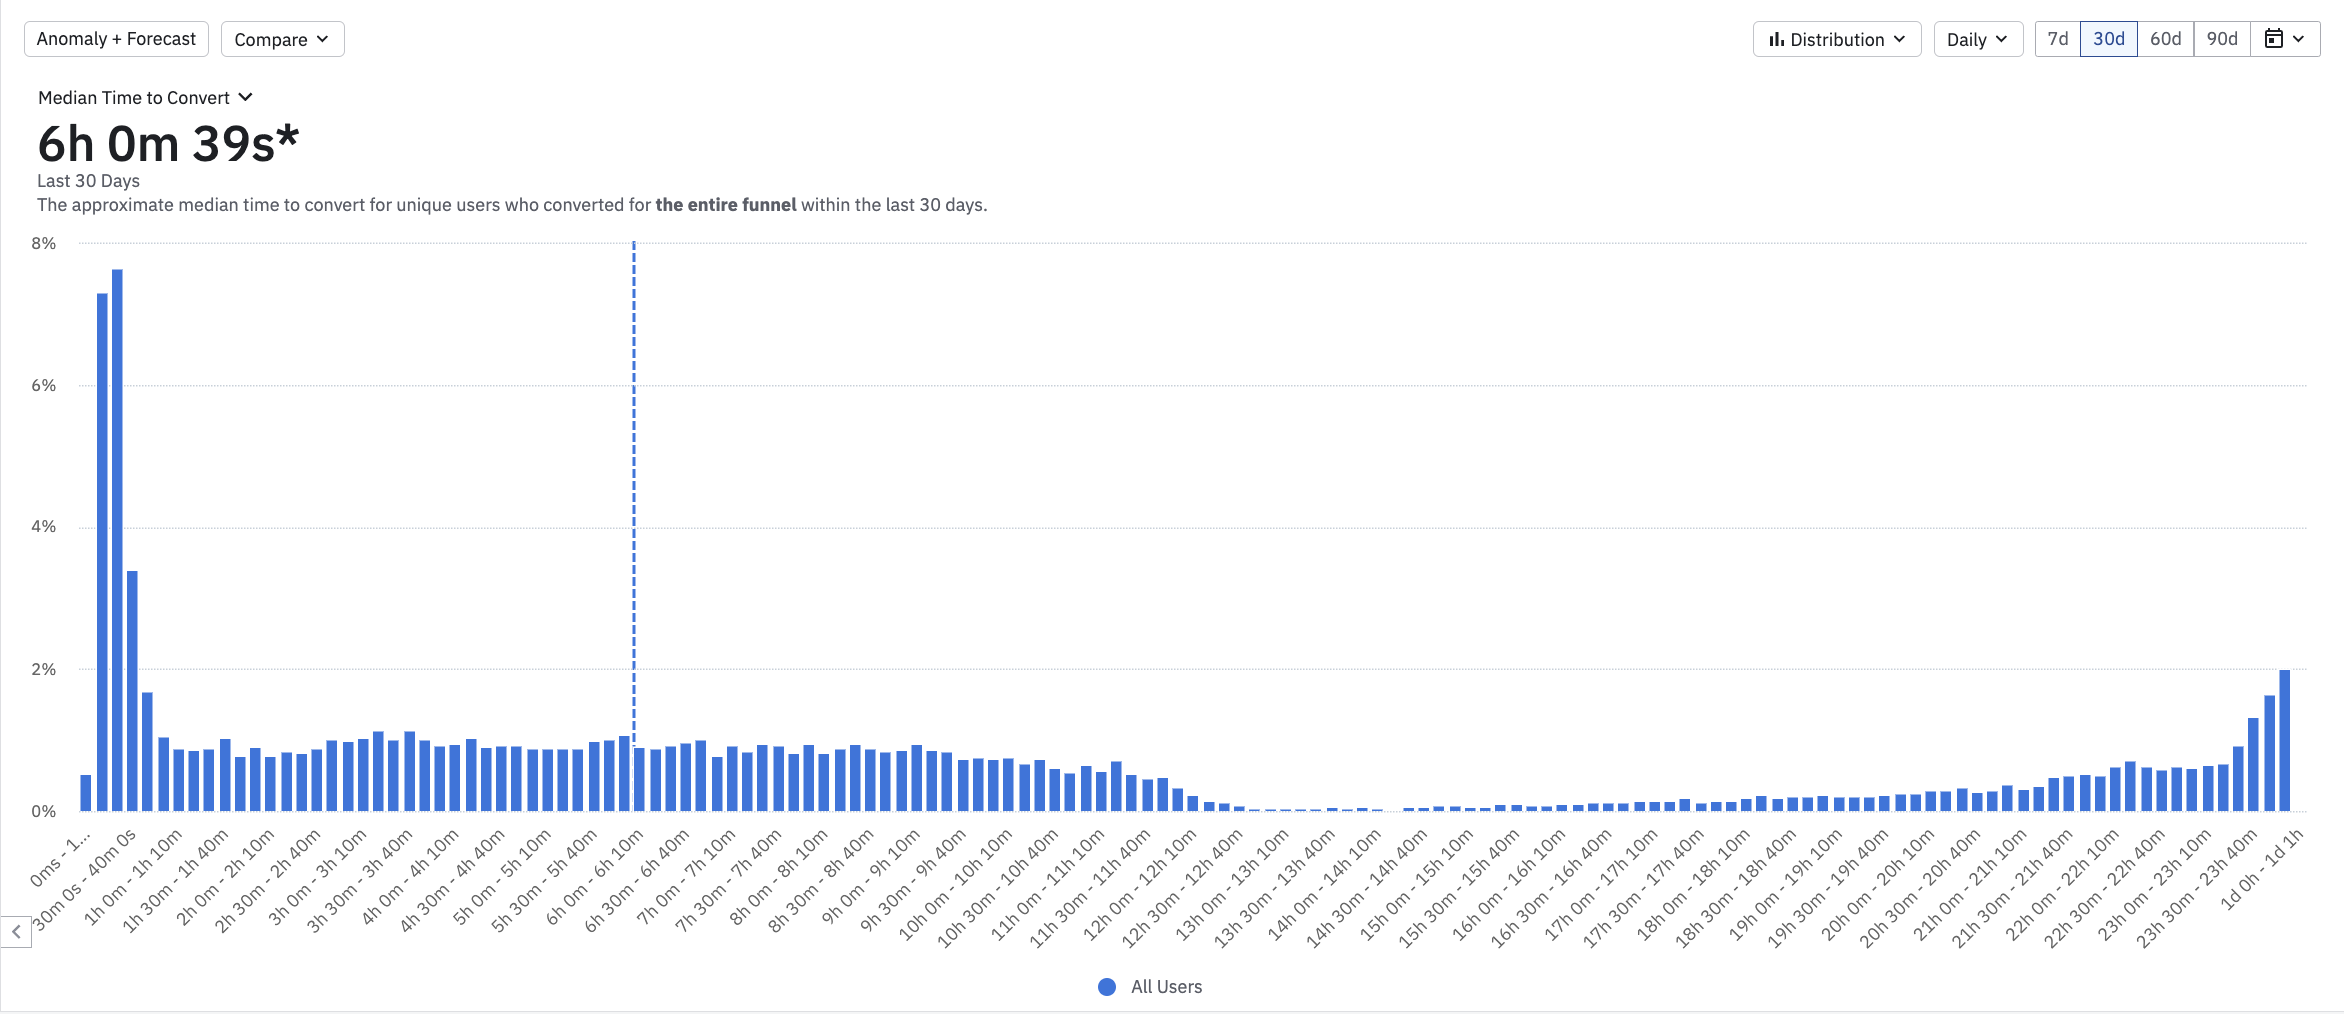 Anomaly + Forecast
Compare
Distribution
Daily
7d
30d
60d
90d
Median Time to Convert
6h 0m 39s*
Last 30 Days
The approximate median time to convert for unique users who converted for the entire funnel within the last 30 days.
8%
6%
4%
2%
0%
0ms - 1...
30m 0s - 40m 0s
1h 0m - 1h 10m
1h 30m - 1h 40m
2h 0m - 2h 10m
2h 30m - 2h 40m
3h 0m - 3h 10m
3h 30m - 3h 40m
4h 0m - 4h 10m
4h 30m - 4h 40m
5h 0m - 5h 10m
5h 30m - 5h 40m
6h 0m - 6h 10m
6h 30m - 6h 40m
7h 0m - 7h 10m
7h 30m - 7h 40m
8h 0m - 8h 10m
8h 30m - 8h 40m
9h 0m - 9h 10m
9h 30m - 9h 40m
10h 0m - 10h 10m
10h 30m - 10h 40m
11h 0m - 11h 10m
11h 30m - 11h 40m
12h 0m - 12h 10m
12h 30m - 12h 40m
13h 0m - 13h 10m
13h 30m - 13h 40m
14h 0m - 14h 10m
14h 30m - 14h 40m
15h 0m - 15h 10m
15h 30m - 15h 40m
16h 0m - 16h 10m
16h 30m - 16h 40m
17h 0m - 17h 10m
17h 30m - 17h 40m
18h 0m - 18h 10m
18h 30m - 18h 40m
19h 0m - 19h 10m
19h 30m - 19h 40m
20h 0m - 20h 10m
20h 30m - 20h 40m
21h 0m - 21h 10m
21h 30m - 21h 40m
22h 0m - 22h 10m
22h 30m - 22h 40m
23h 0m - 23h 10m
23h 30m - 23h 40m
1d 0h - 1d 1h
All Users